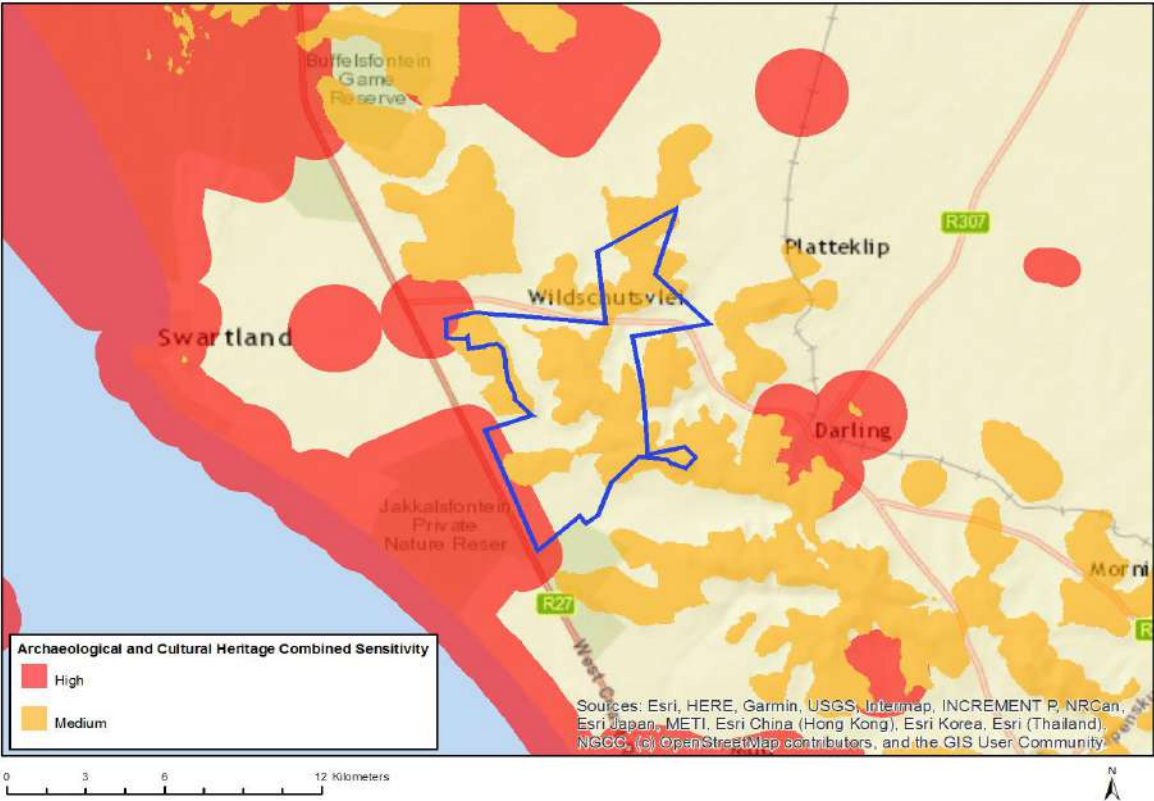 Buffelsfontein
Game
Reserve
R307
Platteklip
Wildschutsvlei
Swartland
Darling
Jakkalsfontein
Private
Nature Reser
Morni
R27
R
West C
Archaeological and Cultural Heritage Combined Sensitivity
High
Medium
Sources: Esri, HERE, Garmin, USGS, Intermap, INCREMENT P, NRCan,
Esri Japan, METI, Esri China (Hong Kong), Esri Korea, Esri (Thailand),
NGCC, (c) OpenStreetMap contributors, and the GIS User Community
0 3 6 12 Kilometers
N